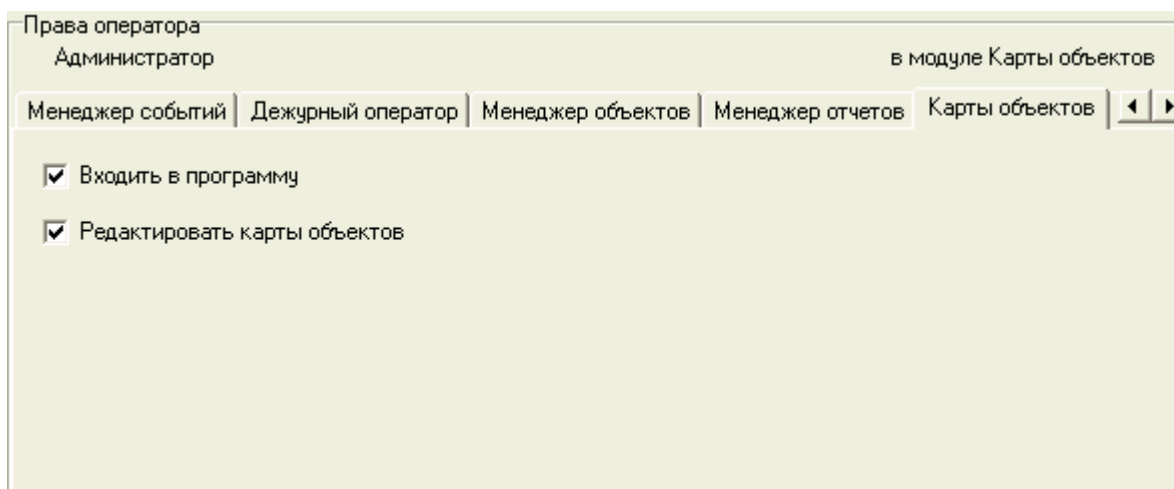 Права оператора
Администратор в модуле Карты объектов
Менеджер событий Дежурный оператор Менеджер объектов Менеджер отчетов Карты объектов
Входить в программу
Редактировать карты объектов